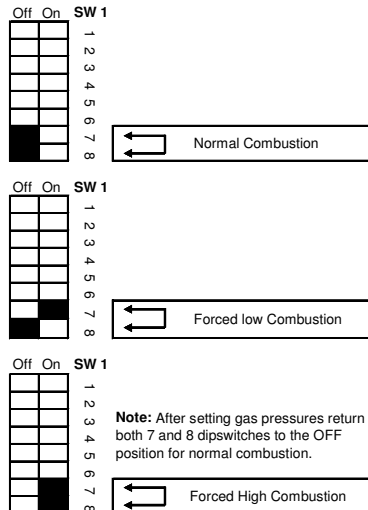 Off On SW 1
1
2
3
4
5
6
7
8
Normal Combustion
Off On SW 1
1
2
3
4
5
6
7
8
Forced low Combustion
Off On SW 1
1
2
3
4
5
6
7
8
Note: After setting gas pressures return
both 7 and 8 dipswitches to the OFF
position for normal combustion.
Forced High Combustion